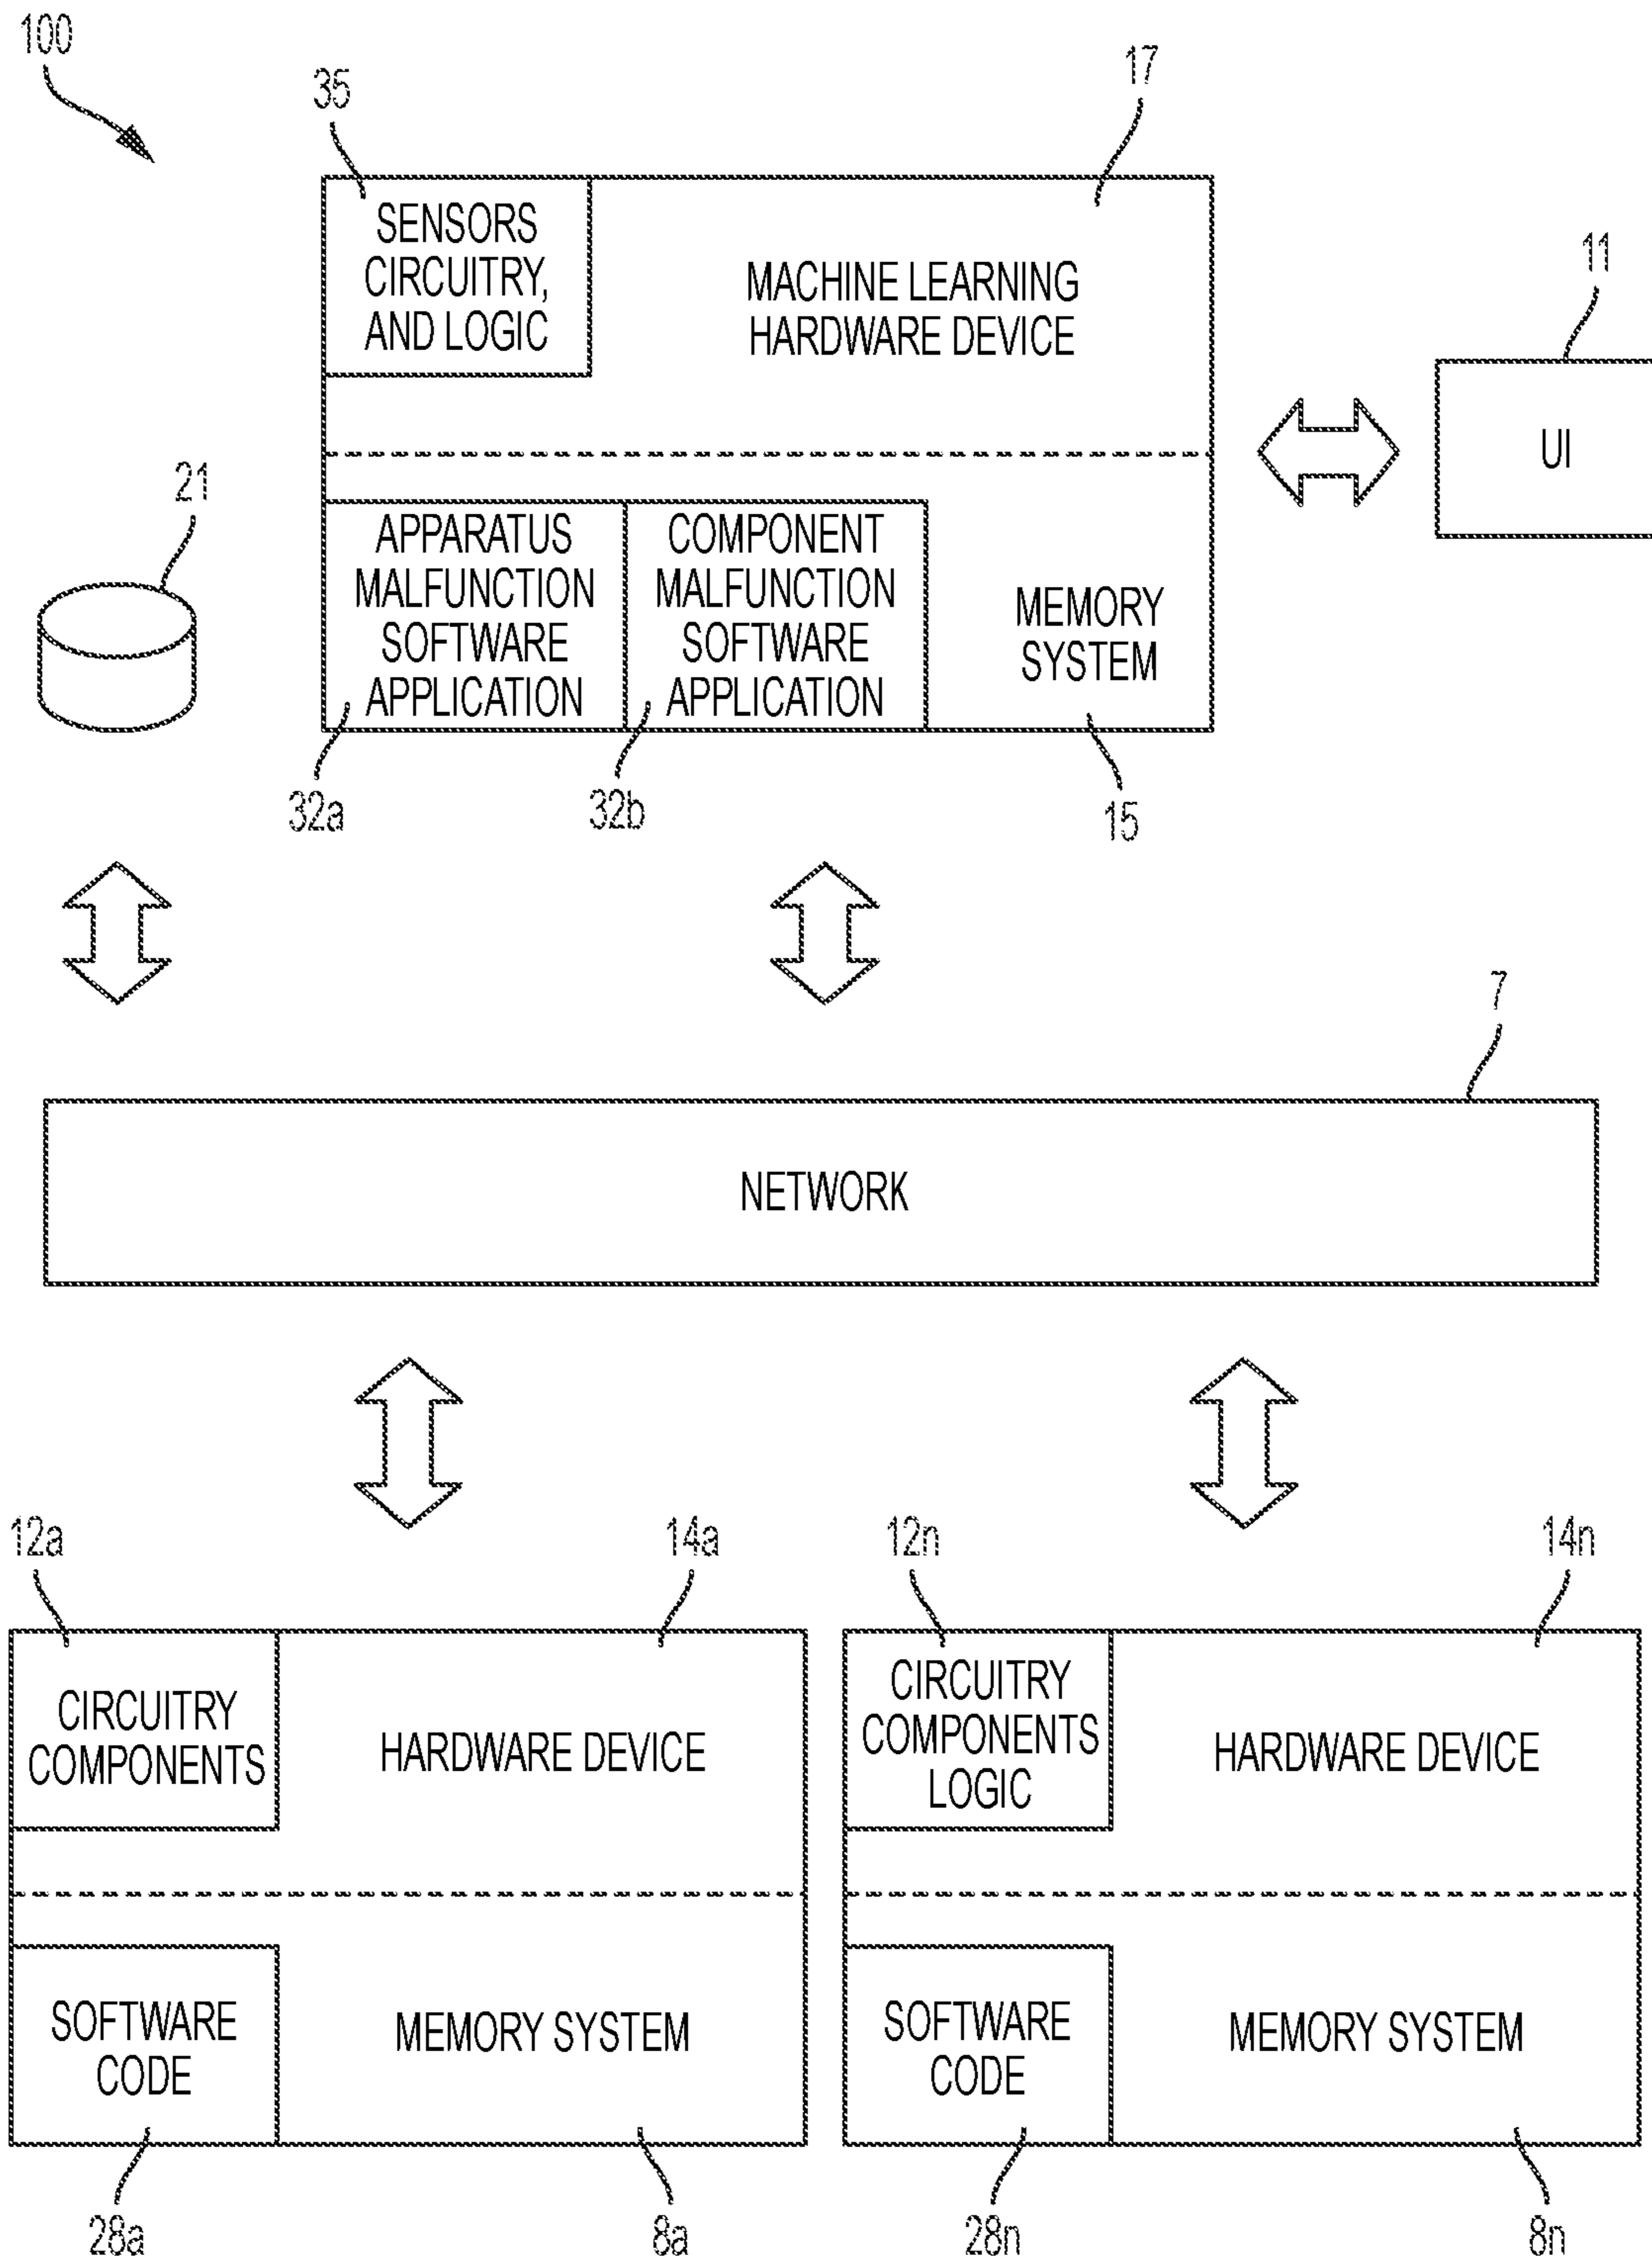 100
35
17
SENSORS
CIRCUITRY,
AND LOGIC
MACHINE LEARNING
HARDWARE DEVICE
11
UI
21
APPARATUS
MALFUNCTION
SOFTWARE
APPLICATION
COMPONENT
MALFUNCTION
SOFTWARE
APPLICATION
MEMORY
SYSTEM
32a
32b
15
7
NETWORK
12a
14a
12n
14n
CIRCUITRY
COMPONENTS
HARDWARE DEVICE
CIRCUITRY
COMPONENTS
LOGIC
HARDWARE DEVICE
SOFTWARE
CODE
MEMORY SYSTEM
SOFTWARE
CODE
MEMORY SYSTEM
28a
8a
28n
8n